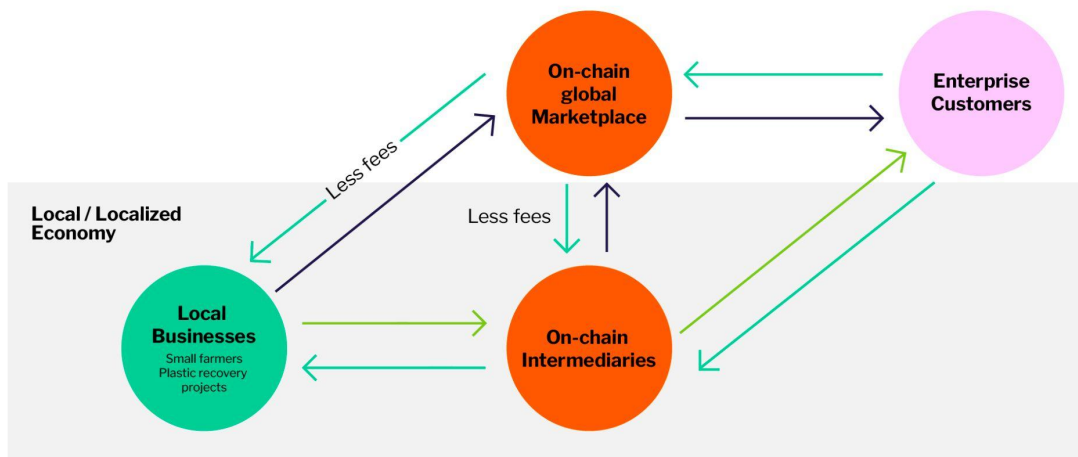 On-chain
global
Marketplace
Enterprise
Customers
Less fees
Local / Localized
Economy
Less fees
Local
Businesses
Small farmers
Plastic recovery
projects
On-chain
Intermediaries